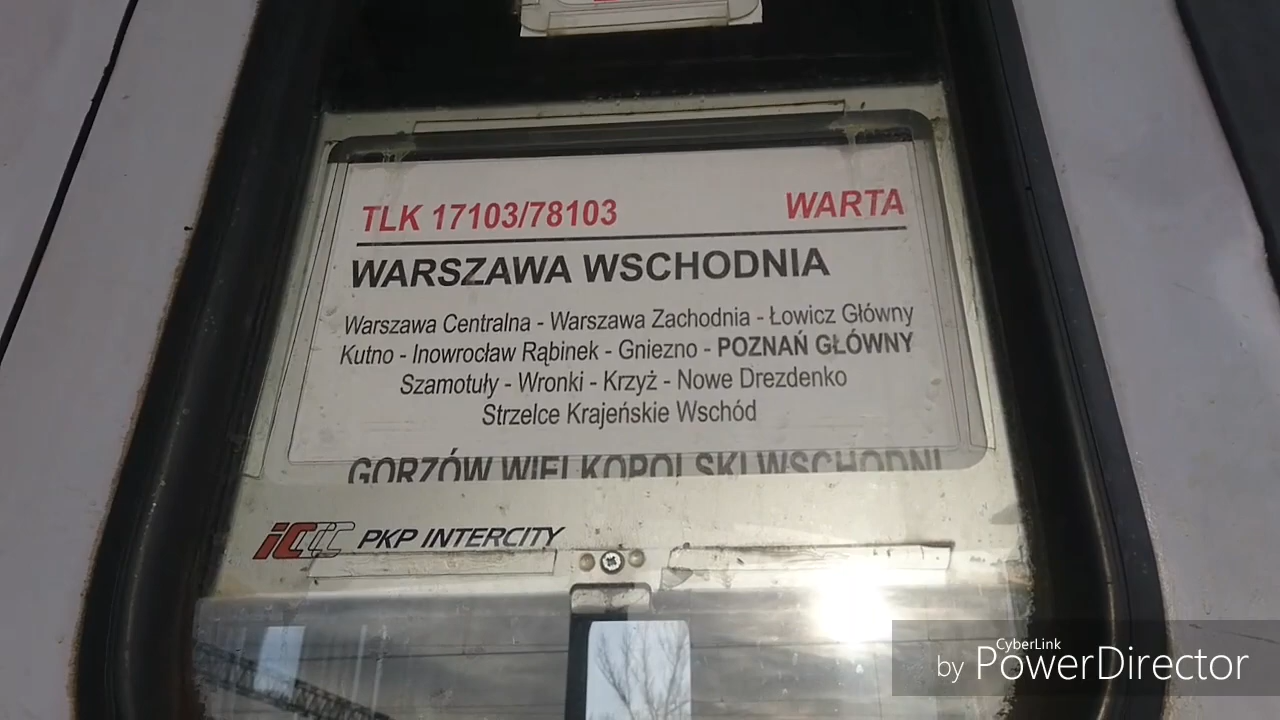 TLK 17103/78103 WARTA
WARSZAWA WSCHODNIA
Warszawa Centralna - Warszawa Zachodnia - Łowicz Główny
Kutno - Inowrocław Rąbinek - Gniezno - POZNAŃ GŁÓWNY
Szamotuły - Wronki - Krzyż - Nowe Drezdenko
Strzelce Krajeńskie Wschód
GORZÓW WIELKOPOLSKI WSCHODNI
iC PKP INTERCITY
CyberLink
by PowerDirector